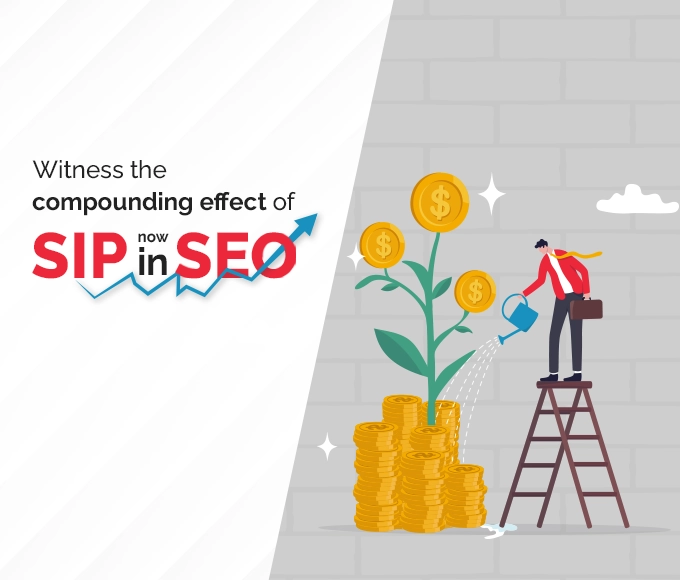 Witness the
compounding effect of
SIP now in SEO
$
$
$